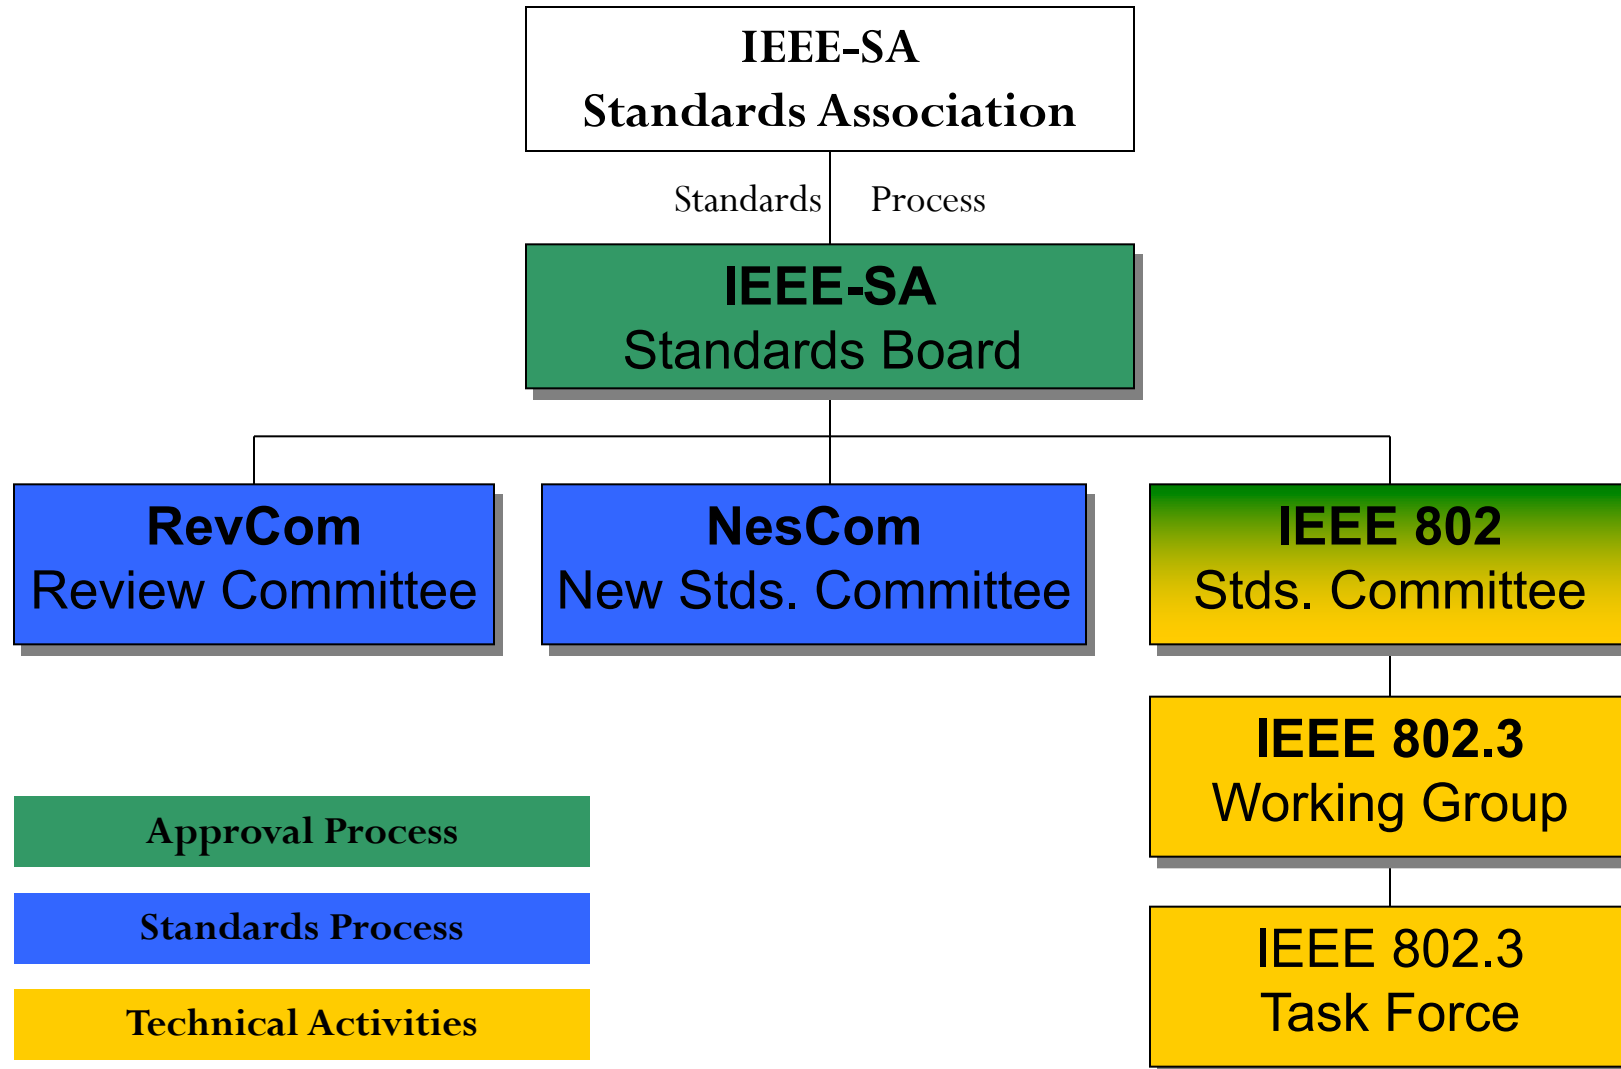 IEEE-SA
Standards Association
Standards Process
IEEE-SA
Standards Board
RevCom
Review Committee
NesCom
New Stds. Committee
IEEE 802
Stds. Committee
IEEE 802.3
Working Group
IEEE 802.3
Task Force
Approval Process
Standards Process
Technical Activities